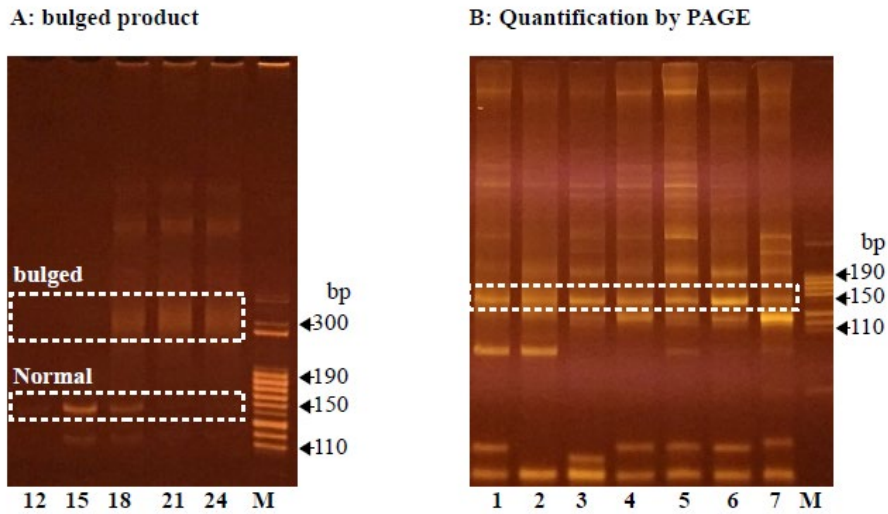 A: bulged product
B: Quantification by PAGE
bulged
Normal
bp
300
190
150
110
12 15 18 21 24 M
bp
190
150
110
1 2 3 4 5 6 7 M